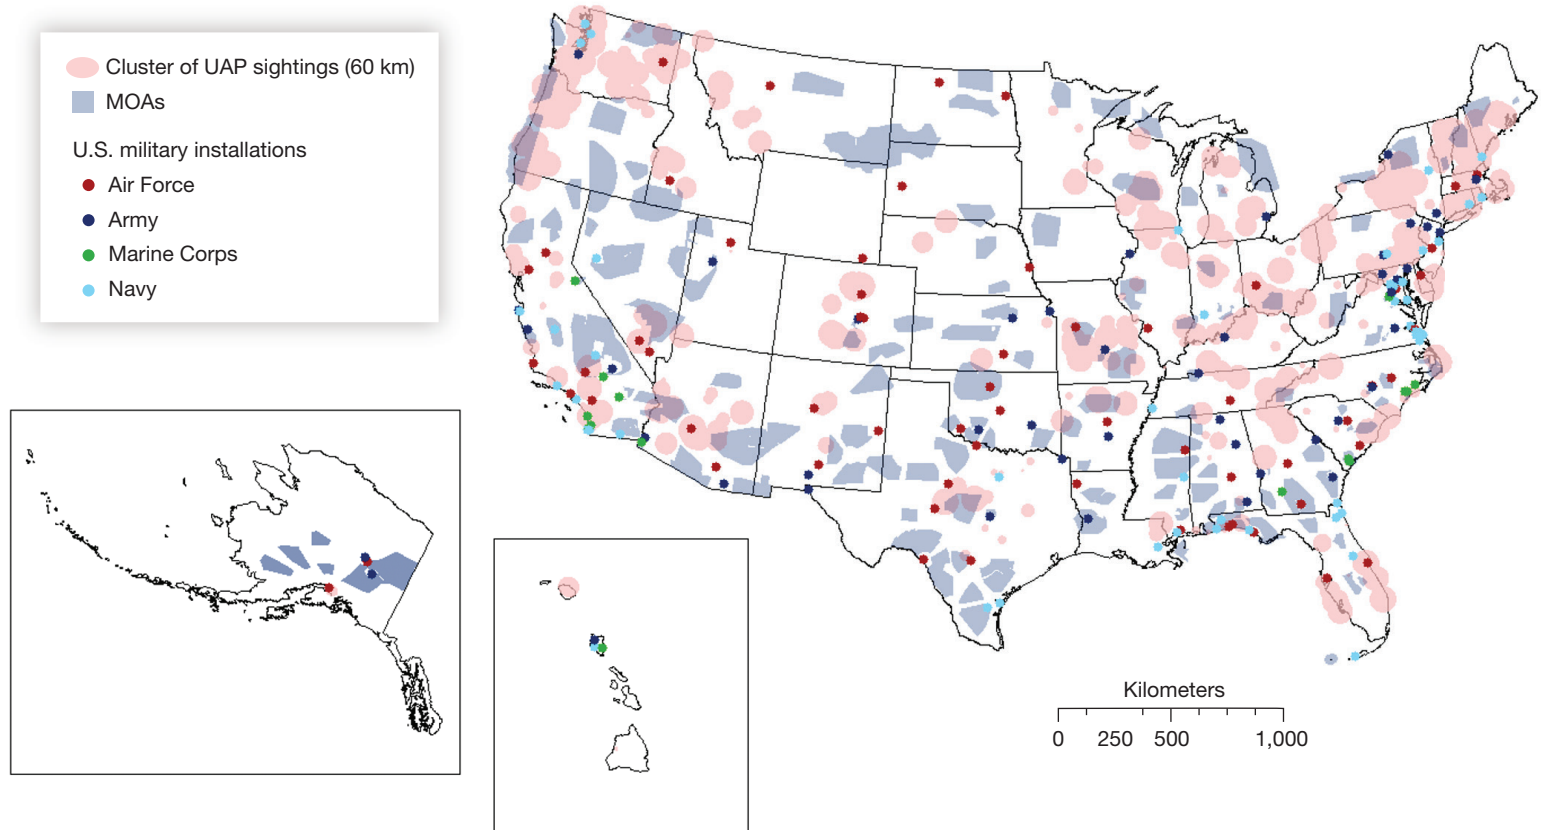 Cluster of UAP sightings (60 km)
MOAs
U.S. military installations
Air Force
Army
Marine Corps
Navy
Kilometers
0 250 500 1,000